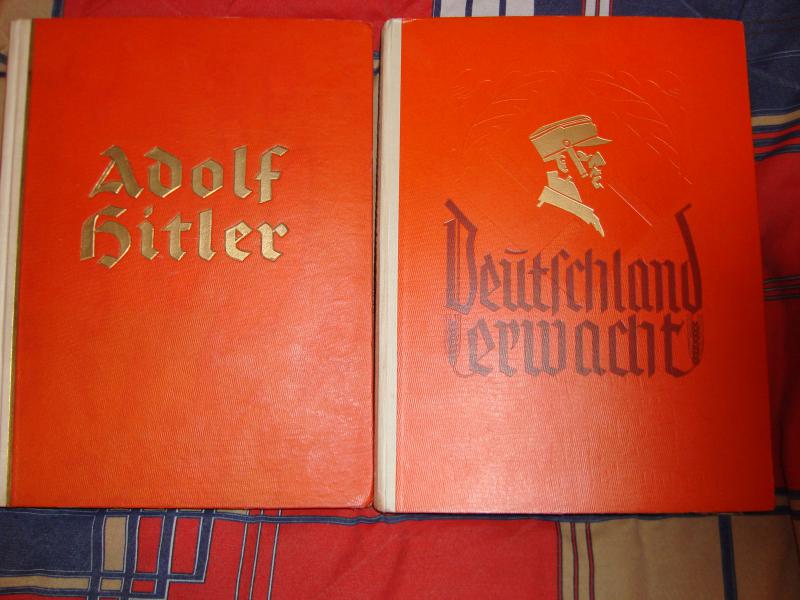 Adolf
Hitler
Deutſchland
erwacht